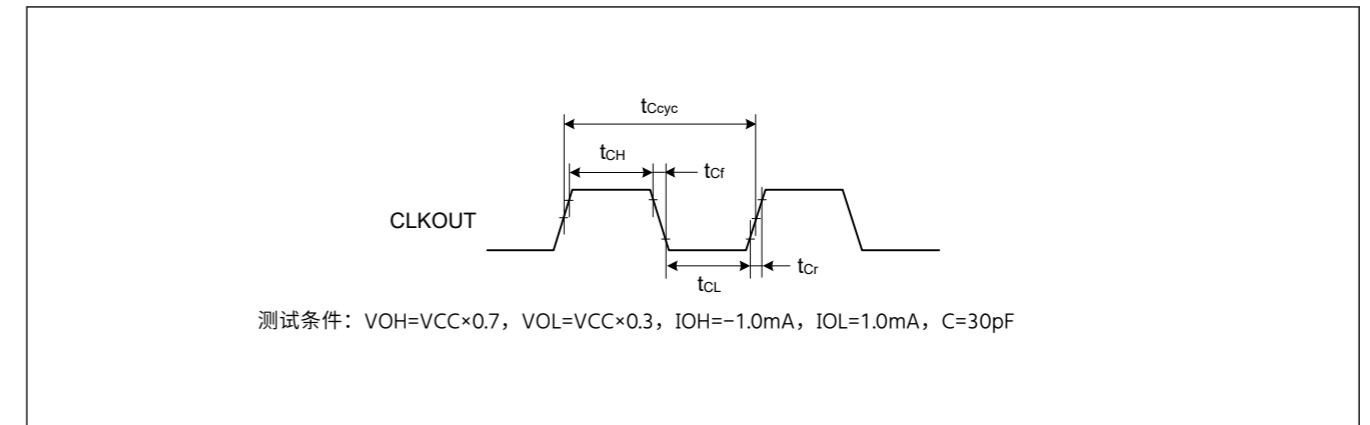 tCcyc
tCH
tCf
CLKOUT
tCr
tCL
测试条件：VOH=VCC×0.7，VOL=VCC×0.3，IOH=−1.0mA，IOL=1.0mA，C=30pF